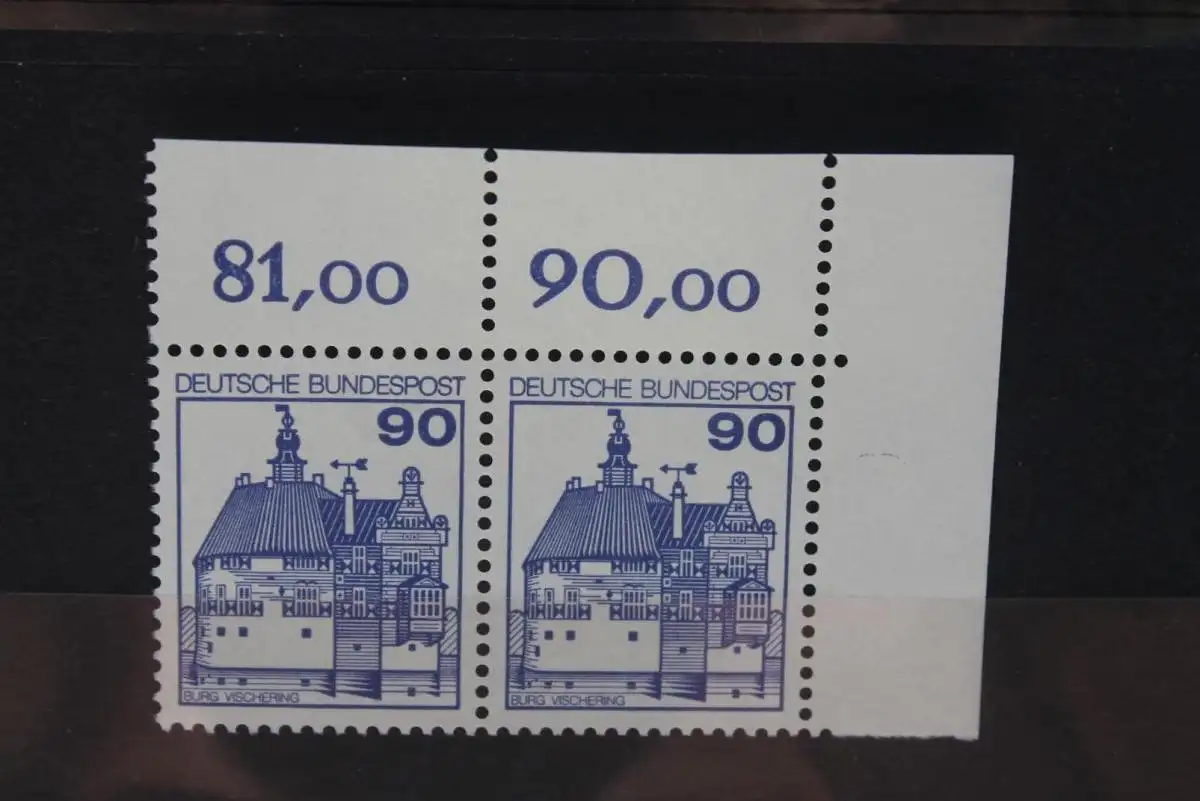 81,00 90,00
DEUTSCHE BUNDESPOST DEUTSCHE BUNDESPOST
90 90
BURG VISCHERING BURG VISCHERING